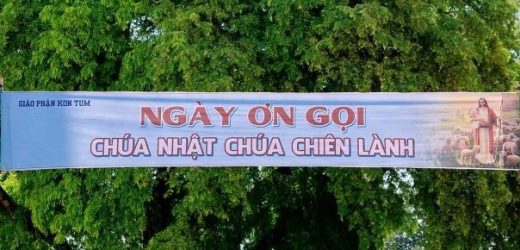 GIÁO PHẬN KON TUM
NGÀY ƠN GỌI
CHÚA NHẬT CHÚA CHIÊN LÀNH